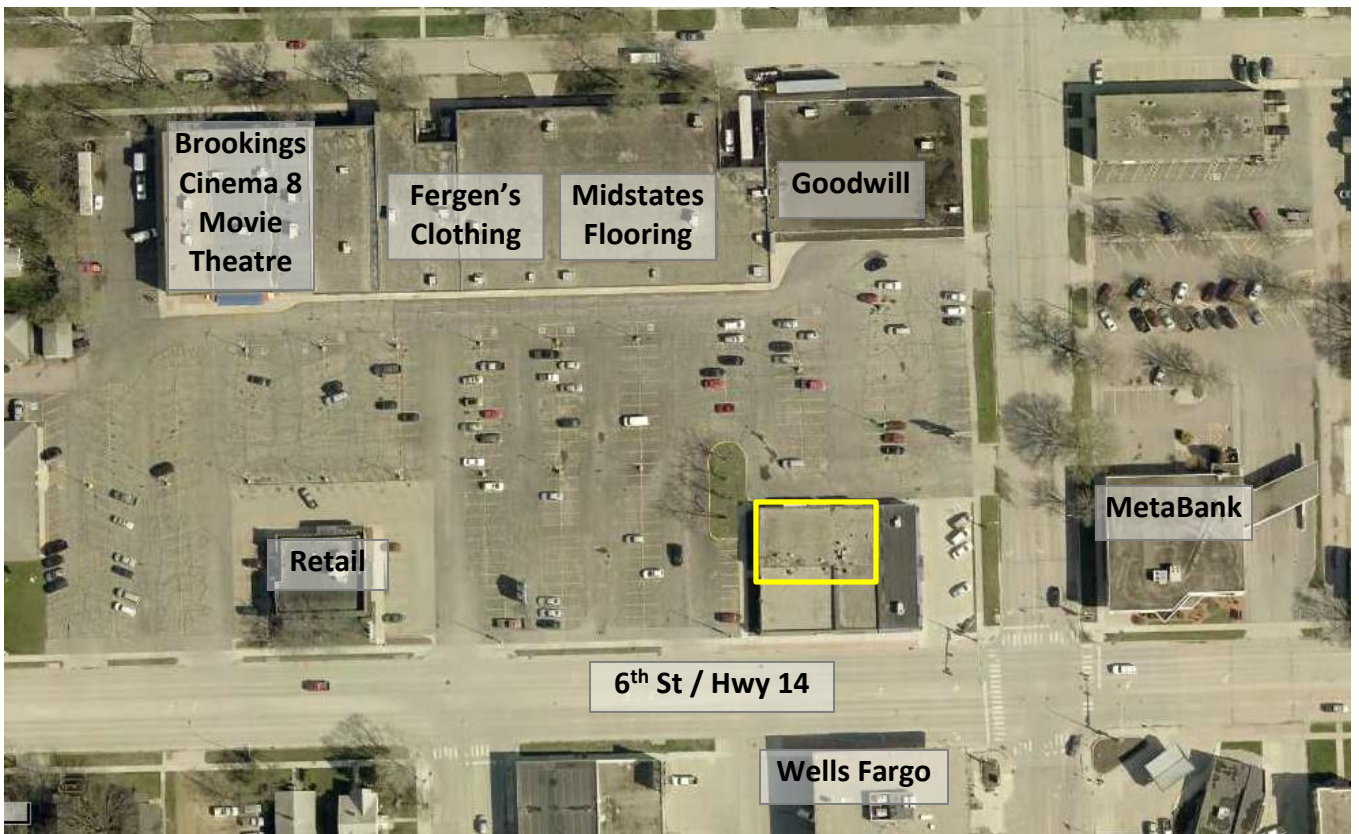 Brookings
Cinema 8
Movie
Theatre
Fergen's
Clothing
Midstates
Flooring
Goodwill
MetaBank
Retail
6th St / Hwy 14
Wells Fargo